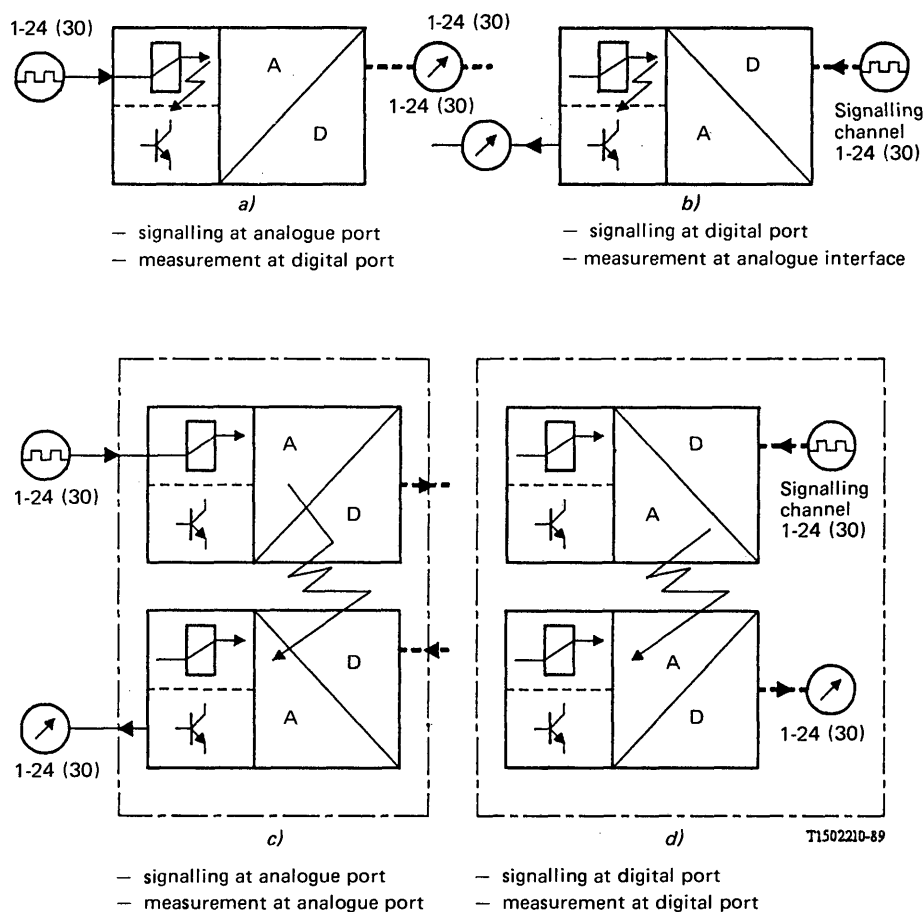 1-24 (30)
A
D
1-24 (30)
1-24 (30)
a)
– signalling at analogue port
– measurement at digital port
D
A
Signalling
channel
1-24 (30)
b)
– signalling at digital port
– measurement at analogue interface
1-24 (30)
A
D
D
A
1-24 (30)
c)
– signalling at analogue port
– measurement at analogue port
D
A
Signalling
channel
1-24 (30)
A
D
1-24 (30)
d)
T1502210-89
– signalling at digital port
– measurement at digital port